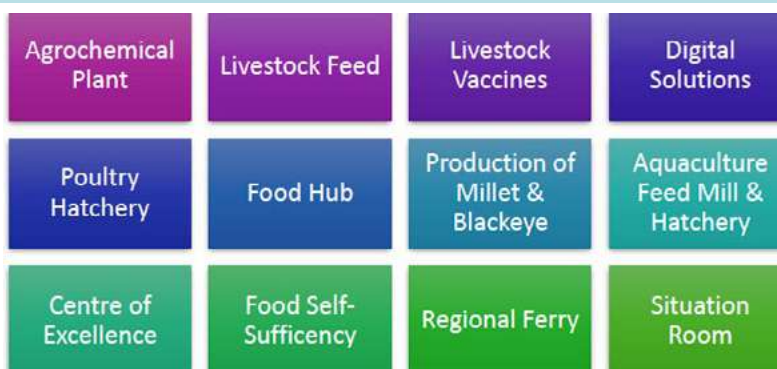 Agrochemical
Plant
Livestock Feed
Livestock
Vaccines
Digital
Solutions
Poultry
Hatchery
Food Hub
Production of
Millet &
Blackeye
Aquaculture
Feed Mill &
Hatchery
Centre of
Excellence
Food Self-
Sufficency
Regional Ferry
Situation
Room